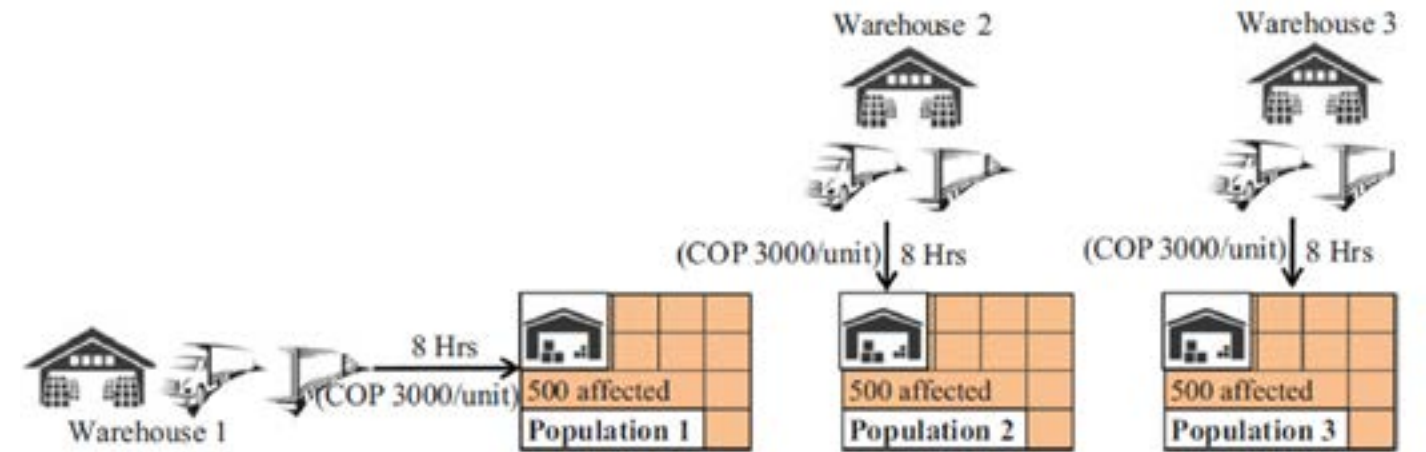 Warehouse 2
Warehouse 3
(COP 3000/unit) 8 Hrs
(COP 3000/unit) 8 Hrs
8 Hrs
(COP 3000/unit)
Warehouse 1
500 affected
Population 1
500 affected
Population 2
500 affected
Population 3